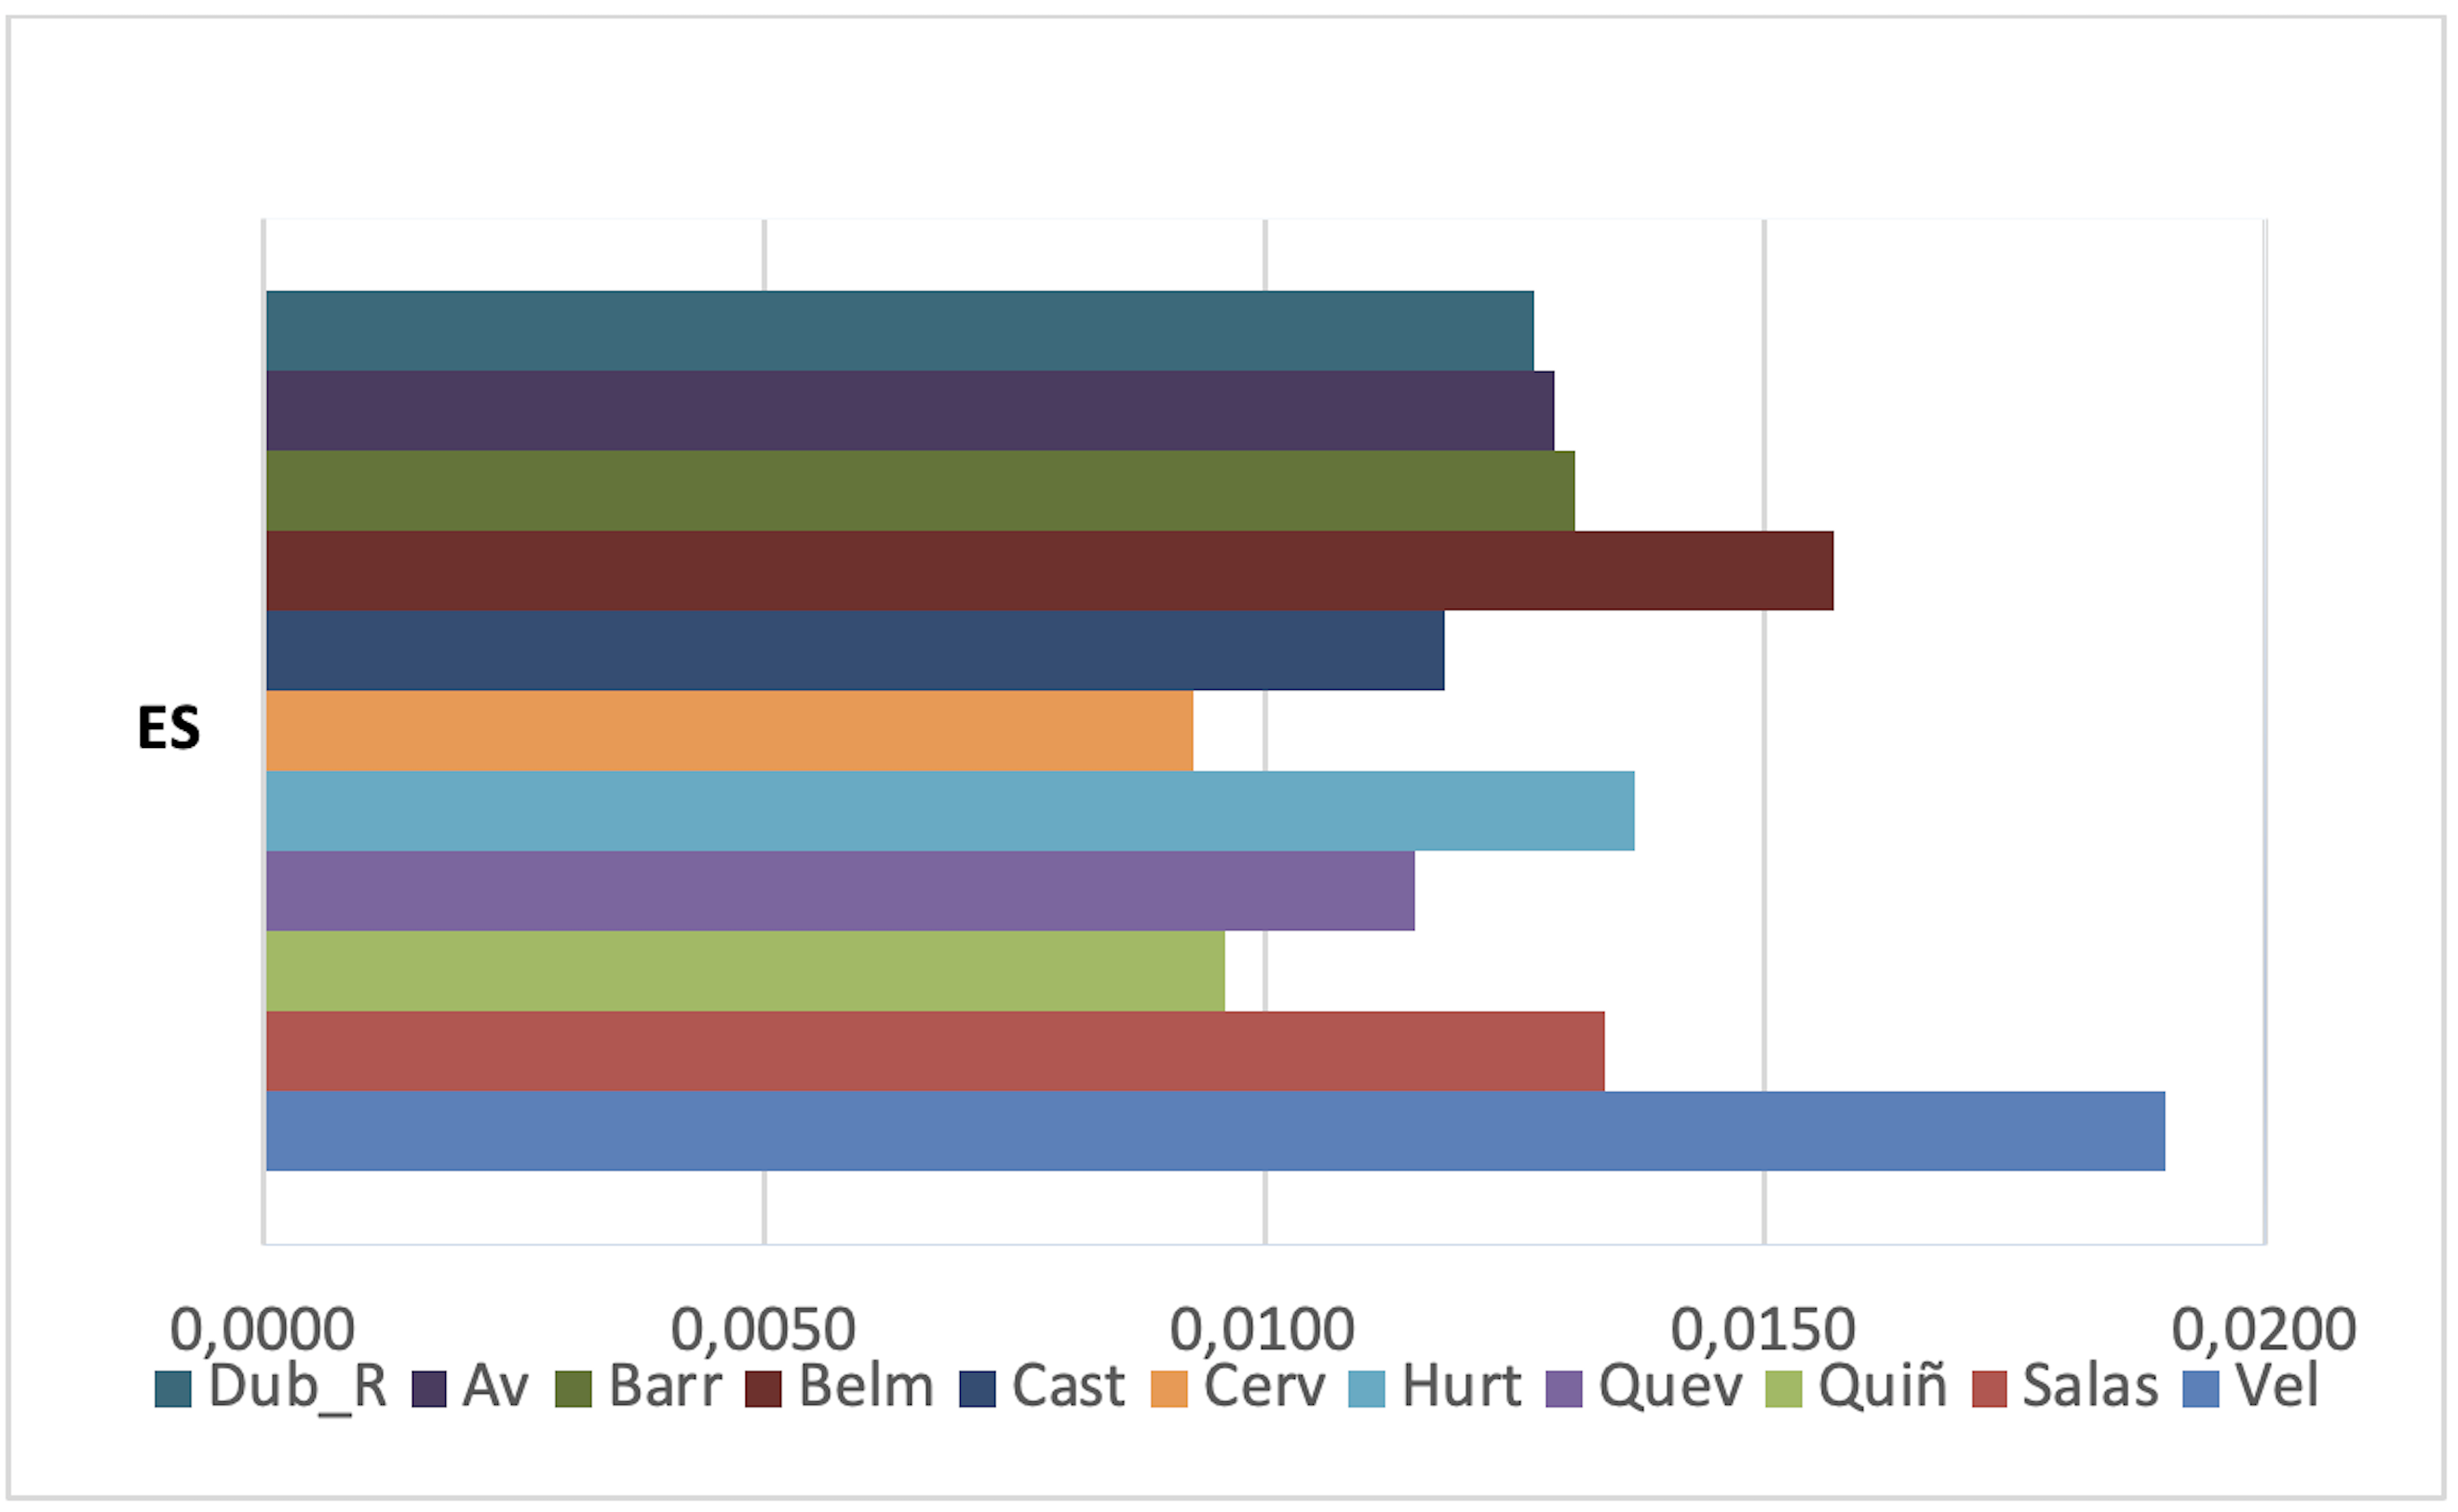 ES
0,0000 0,0050 0,0100 0,0150 0,0200
Dub_R Av Barr Belm Cast Cerv Hurt Quev Quiñ Salas Vel